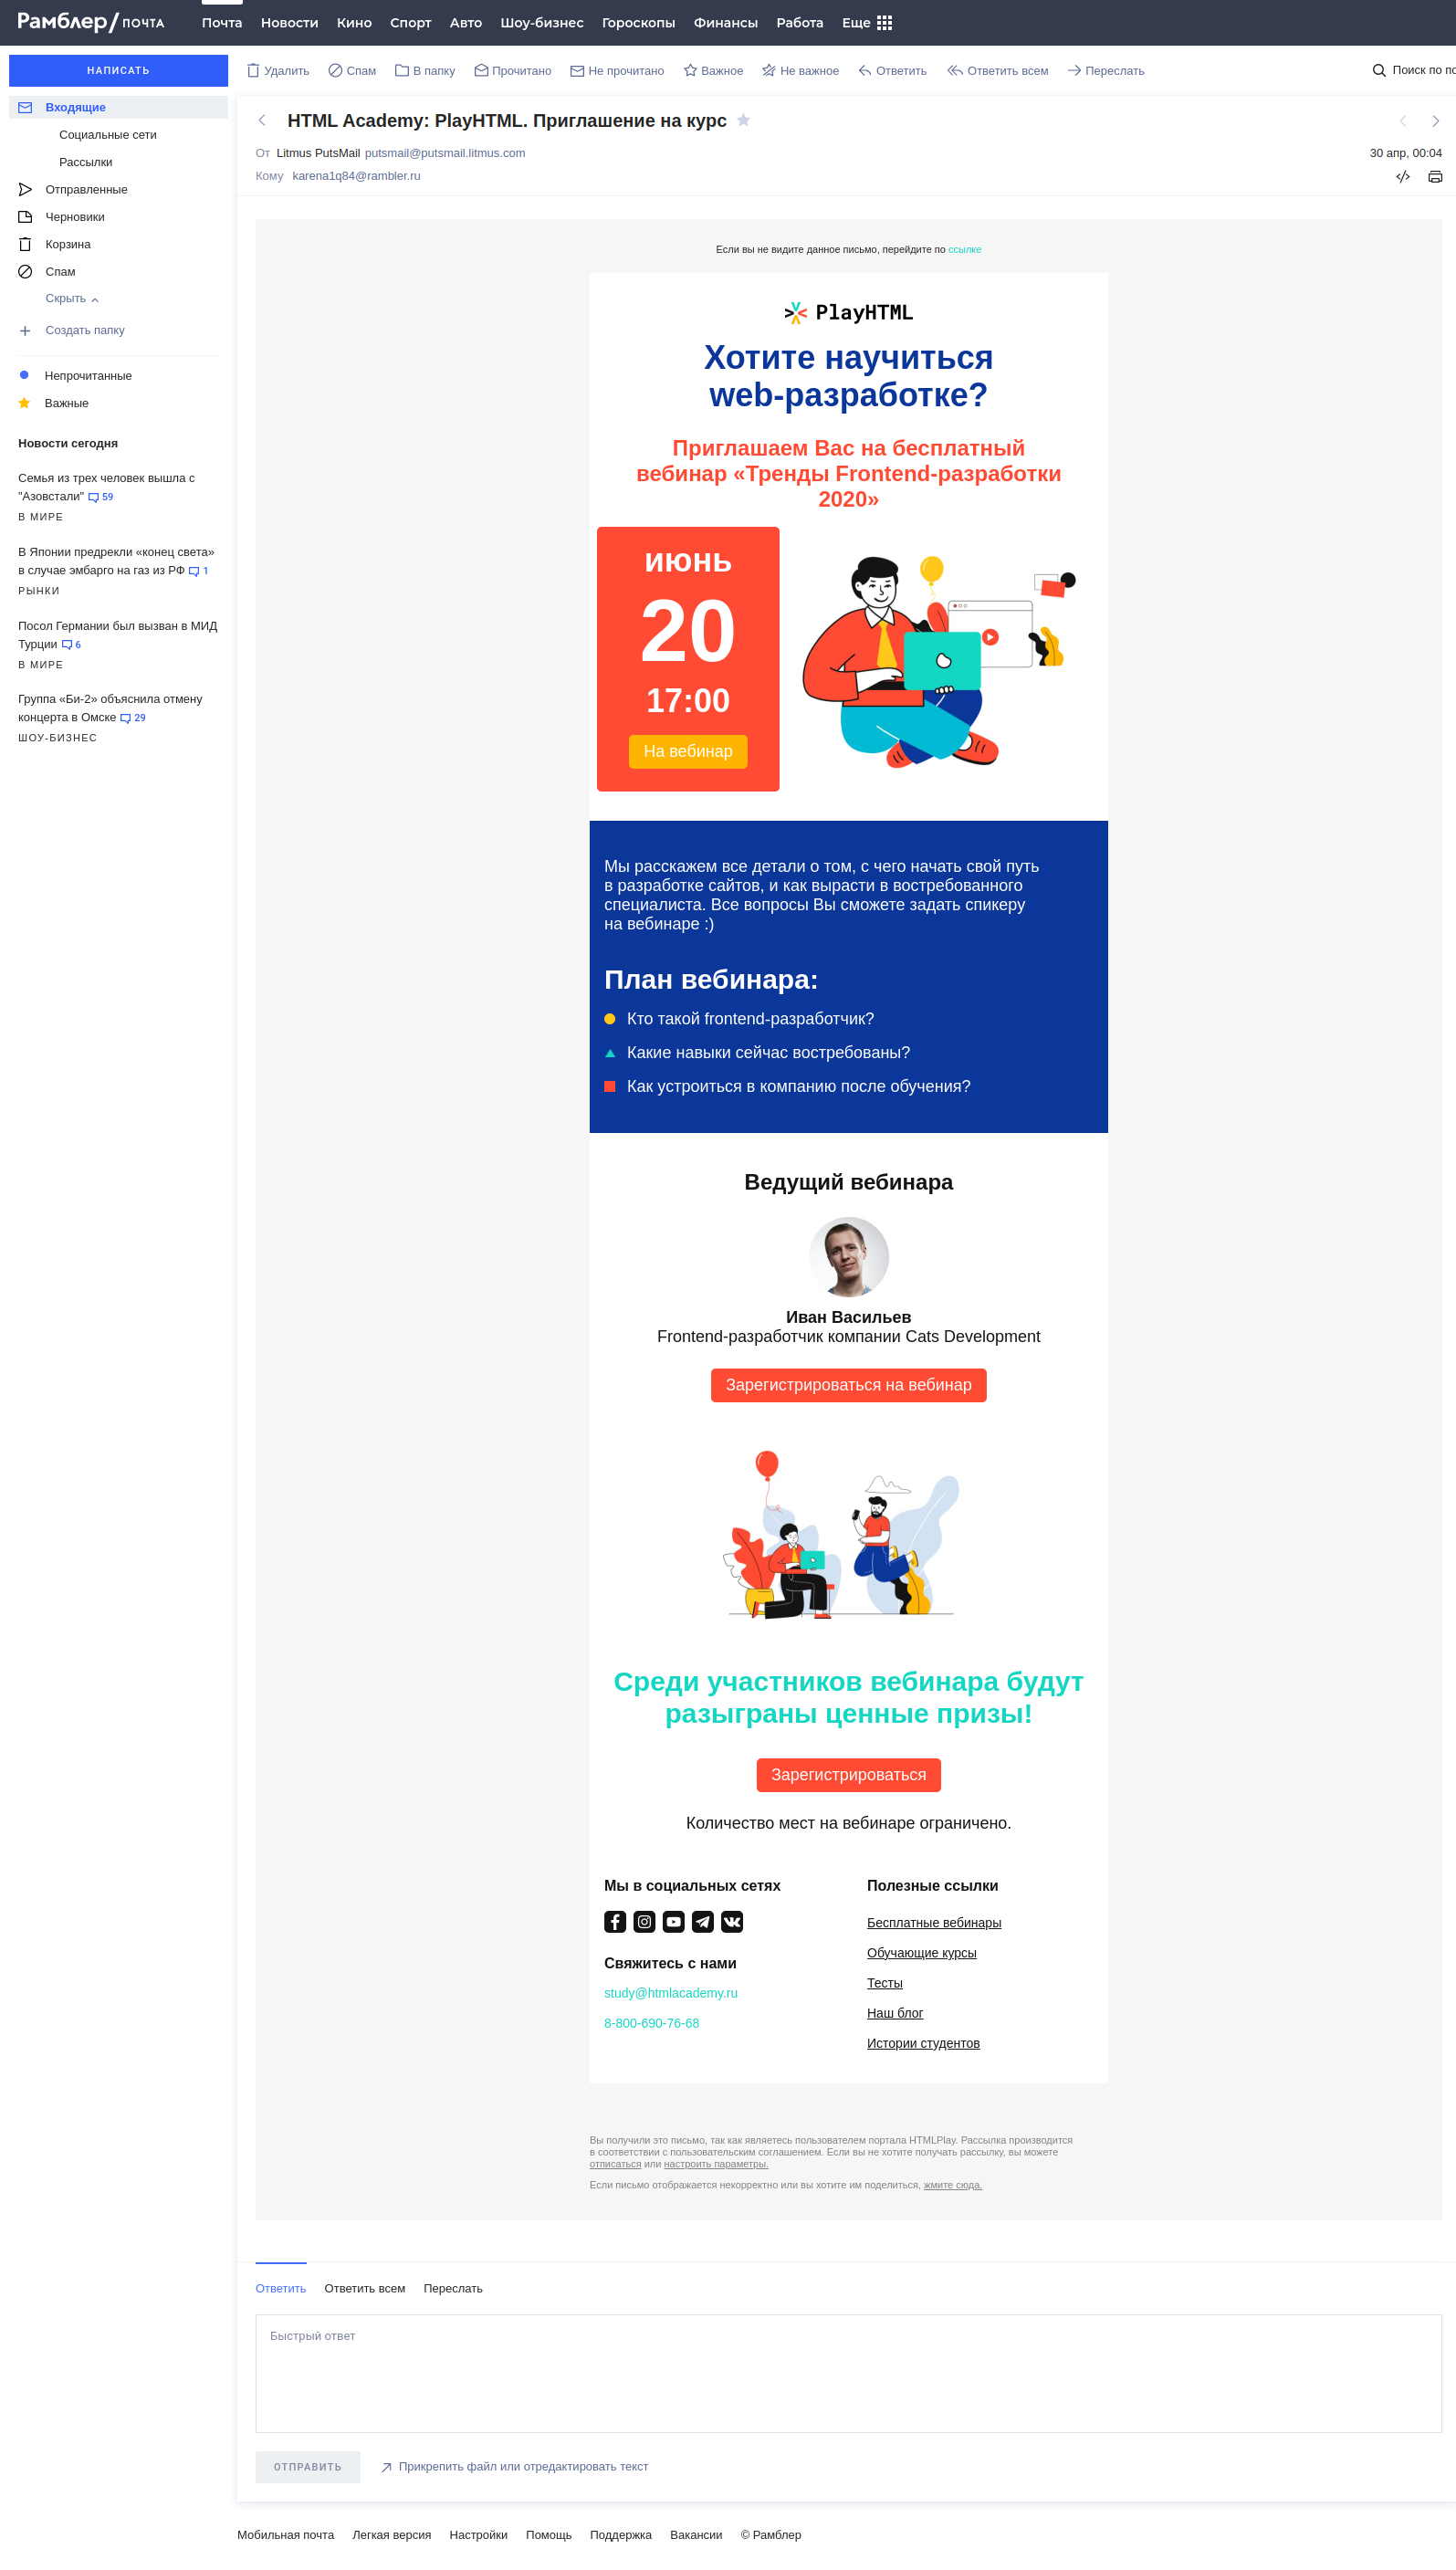 Рамблер/ПОЧТА
Почта Новости Кино Спорт Авто Шоу-бизнес Гороскопы Финансы Работа Еще
НАПИСАТЬ
Удалить Спам В папку Прочитано Не прочитано Важное Не важное Ответить Ответить всем Переслать
Входящие
Социальные сети
Рассылки
Отправленные
Черновики
Корзина
Спам
Скрыть
Создать папку
Непрочитанные
Важные
Новости сегодня
Семья из трех человек вышла с
"Азовстали" 59
В МИРЕ
В Японии предрекли «конец света»
в случае эмбарго на газ из РФ 1
РЫНКИ
Посол Германии был вызван в МИД
Турции 6
В МИРЕ
Группа «Би-2» объяснила отмену
концерта в Омске 29
ШОУ-БИЗНЕС
Поиск по по
HTML Academy: PlayHTML. Приглашение на курс
От Litmus PutsMail putsmail@putsmail.litmus.com
30 апр, 00:04
Кому karena1q84@rambler.ru
Если вы не видите данное письмо, перейдите по ссылке
PlayHTML
Хотите научиться
web-разработке?
Приглашаем Вас на бесплатный
вебинар «Тренды Frontend-разработки
2020»
июнь
20
17:00
На вебинар
Мы расскажем все детали о том, с чего начать свой путь
в разработке сайтов, и как вырасти в востребованного
специалиста. Все вопросы Вы сможете задать спикеру
на вебинаре :)
План вебинара:
Кто такой frontend-разработчик?
Какие навыки сейчас востребованы?
Как устроиться в компанию после обучения?
Ведущий вебинара
Иван Васильев
Frontend-разработчик компании Cats Development
Зарегистрироваться на вебинар
Среди участников вебинара будут
разыграны ценные призы!
Зарегистрироваться
Количество мест на вебинаре ограничено.
Мы в социальных сетях
Свяжитесь с нами
study@htmlacademy.ru
8-800-690-76-68
Полезные ссылки
Бесплатные вебинары
Обучающие курсы
Тесты
Наш блог
Истории студентов
Вы получили это письмо, так как являетесь пользователем портала HTMLPlay. Рассылка производится
в соответствии с пользовательским соглашением. Если вы не хотите получать рассылку, вы можете
отписаться или настроить параметры.
Если письмо отображается некорректно или вы хотите им поделиться, жмите сюда.
Ответить Ответить всем Переслать
Быстрый ответ
ОТПРАВИТЬ
Прикрепить файл или отредактировать текст
Мобильная почта Легкая версия Настройки Помощь Поддержка Вакансии © Рамблер